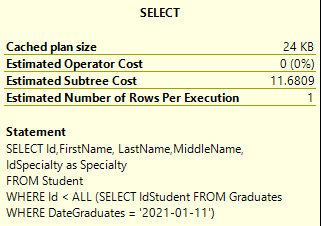 SELECT
Cached plan size 24 KB
Estimated Operator Cost 0 (0%)
Estimated Subtree Cost 11.6809
Estimated Number of Rows Per Execution 1
Statement
SELECT Id,FirstName, LastName,MiddleName,
IdSpecialty as Specialty
FROM Student
WHERE Id < ALL (SELECT IdStudent FROM Graduates
WHERE DateGraduates = '2021-01-11')